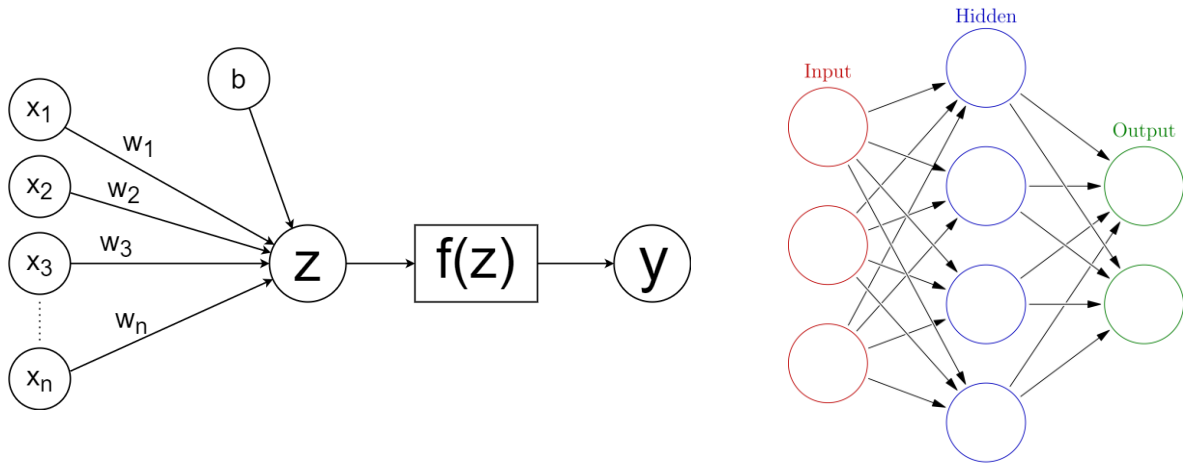 x1
x2
x3
xn
w1
w2
w3
wn
b
z
f(z)
y
Input
Hidden
Output